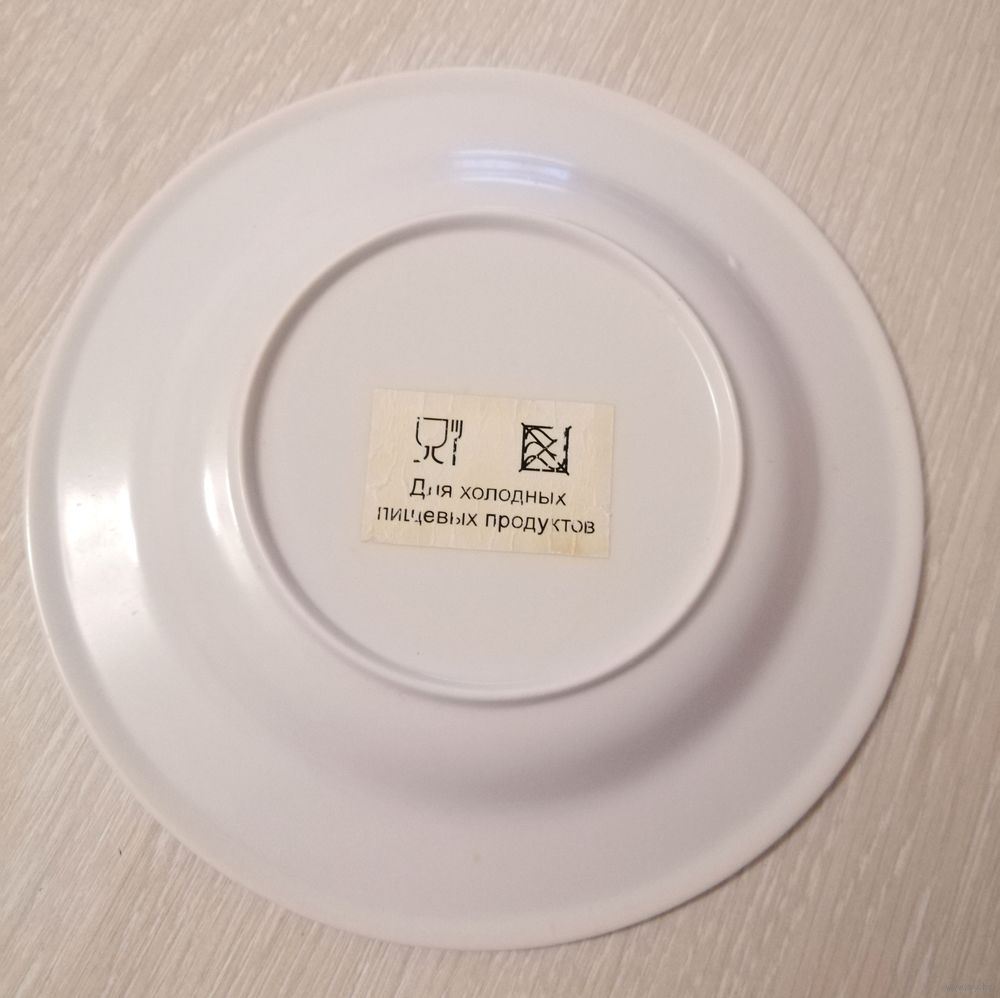 Для холодных
пищевых продуктов